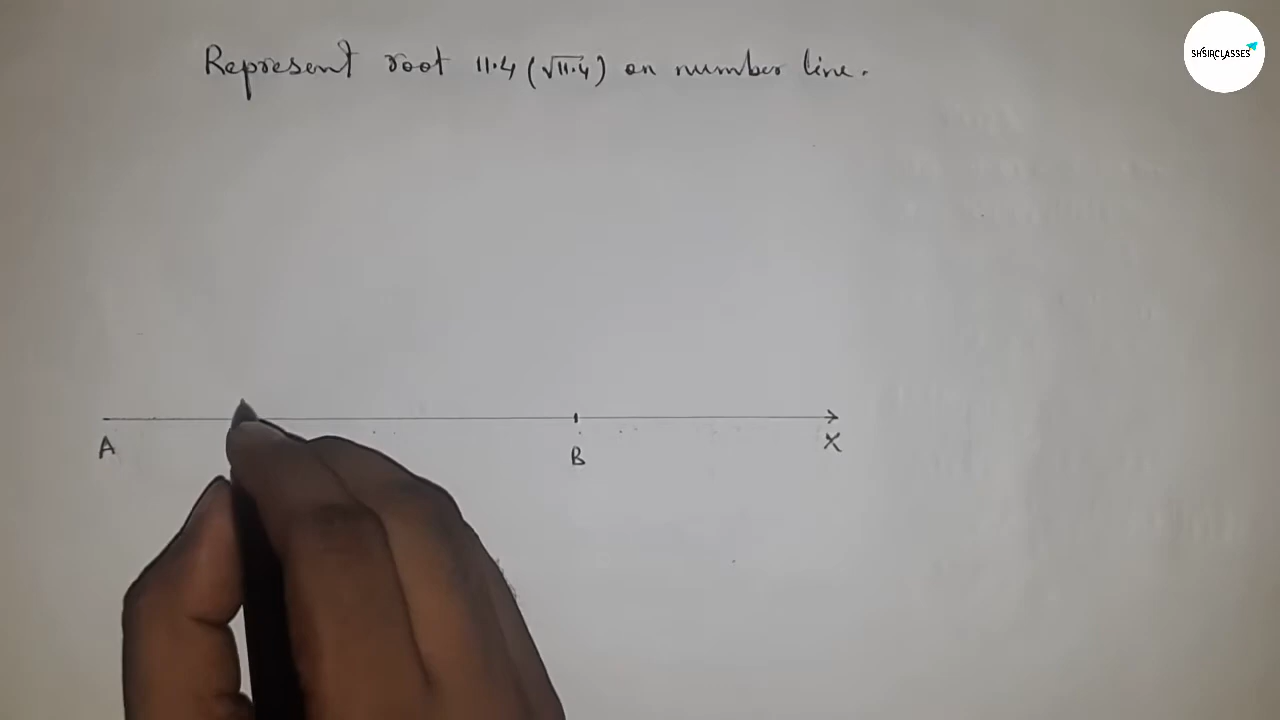 Represent root 11.4 (√11.4) on number line.
SHSIRCLASSES
A
B
X